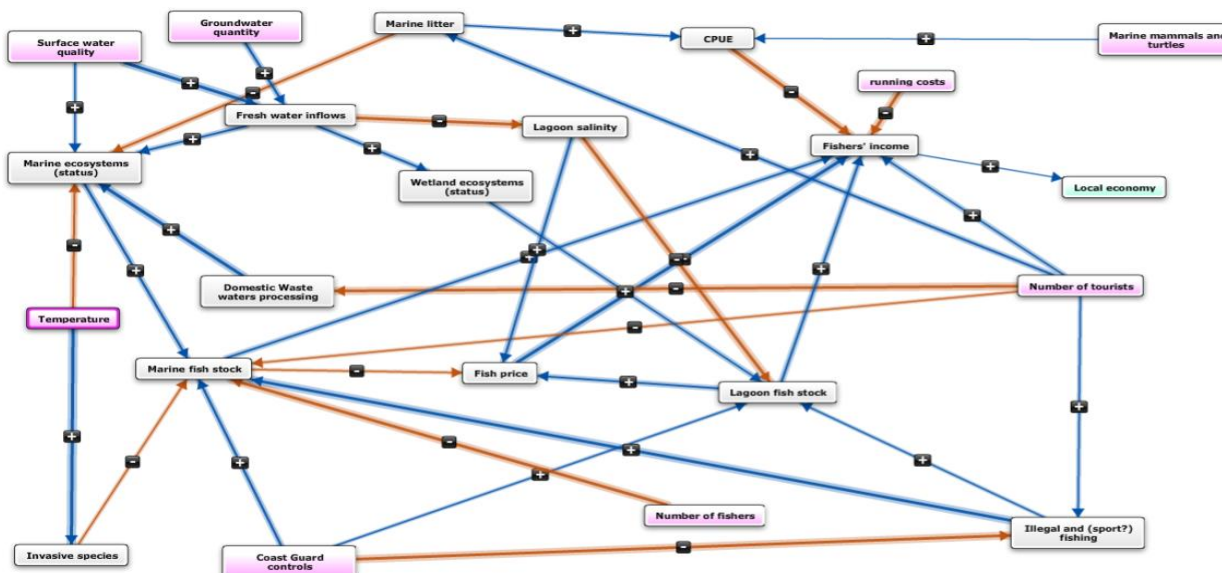 Groundwater
quantity
Marine litter
CPUE
Marine mammals and
turtles
Surface water
quality
+
+
+
+
-
-
running costs
-
Fresh water inflows
-
Lagoon salinity
+
+
Fishers' income
+
+
Marine ecosystems
(status)
Wetland ecosystems
(status)
Local economy
+
+
-
+
+
-
+
+
Domestic Waste
waters processing
+
-
Number of tourists
Temperature
-
Marine fish stock
-
Fish price
+
Lagoon fish stock
+
+
-
-
+
+
+
+
Number of fishers
Invasive species
Coast Guard
controls
-
Illegal and (sport?)
fishing